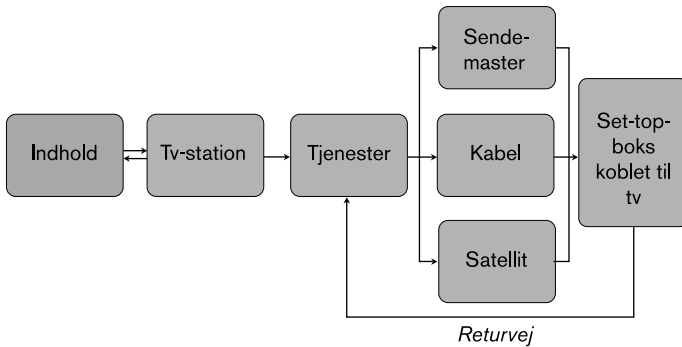 Indhold
Tv-station
Tjenester
Sende-
master
Kabel
Satellit
Set-top-
boks
koblet til
tv
Returvej